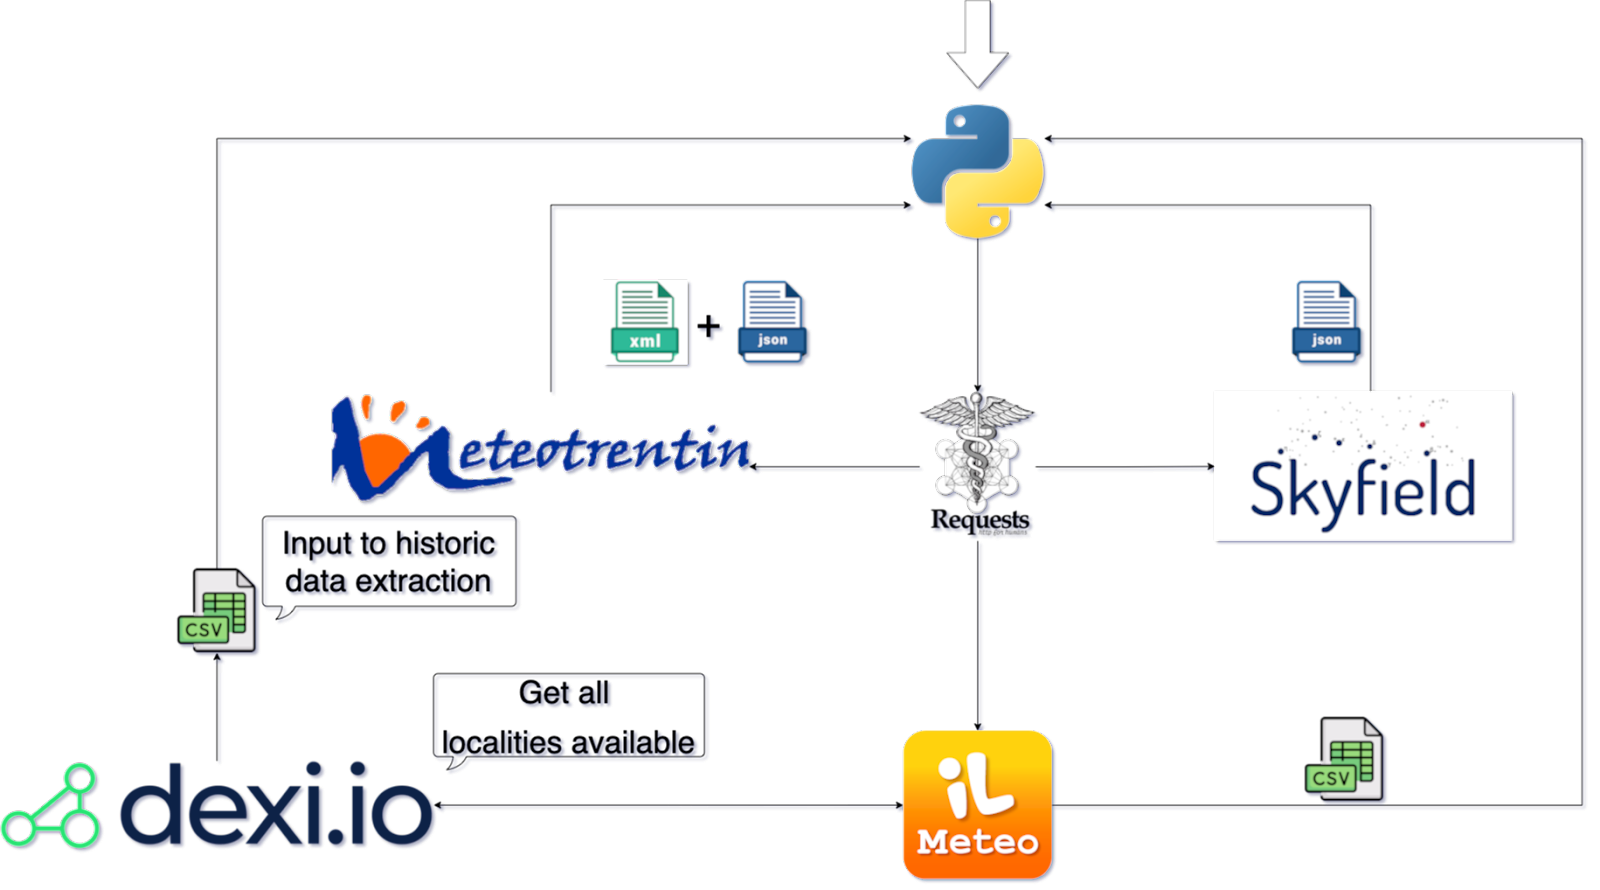 xml
+
json
json
Meteotrentin
Requests
Skyfield
Input to historic
data extraction
CSV
Get all
localities available
dexi.io
iL
Meteo
CSV